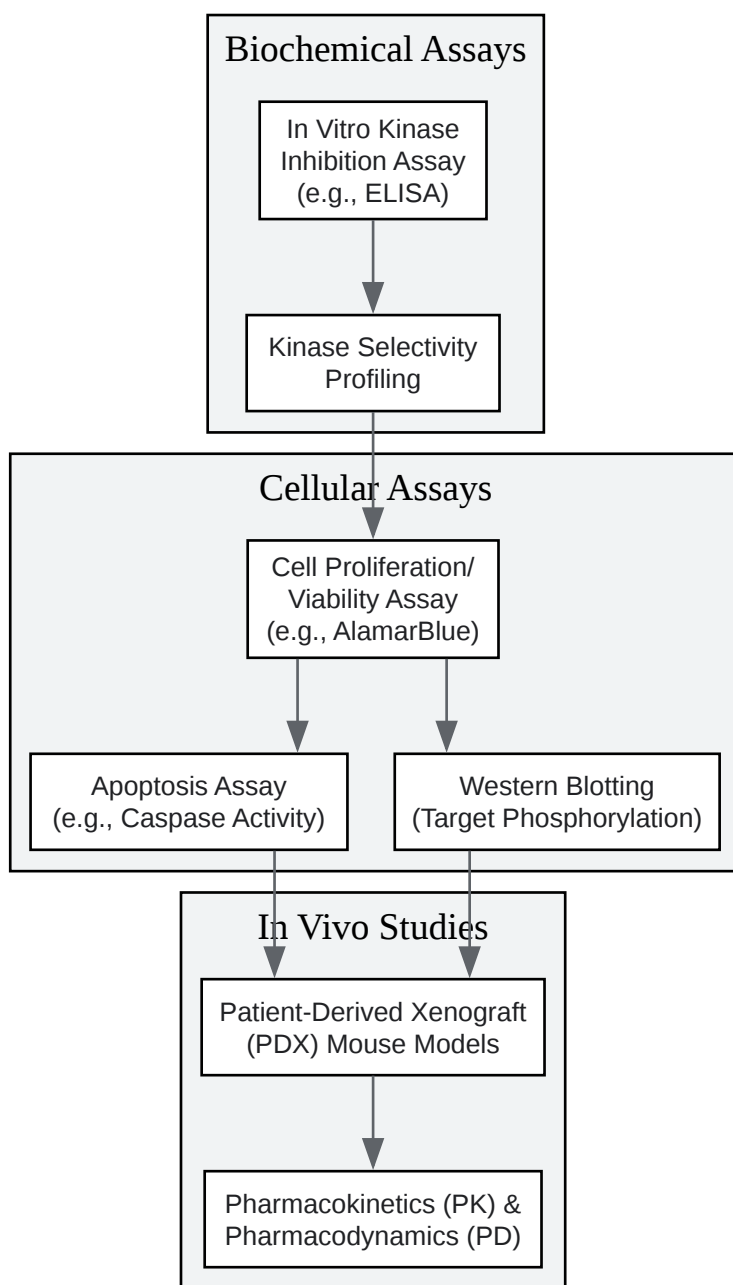 Biochemical Assays
In Vitro Kinase
Inhibition Assay
(e.g., ELISA)
Kinase Selectivity
Profiling
Cellular Assays
Cell Proliferation/
Viability Assay
(e.g., AlamarBlue)
Apoptosis Assay
(e.g., Caspase Activity)
Western Blotting
(Target Phosphorylation)
In Vivo Studies
Patient-Derived Xenograft
(PDX) Mouse Models
Pharmacokinetics (PK) &
Pharmacodynamics (PD)